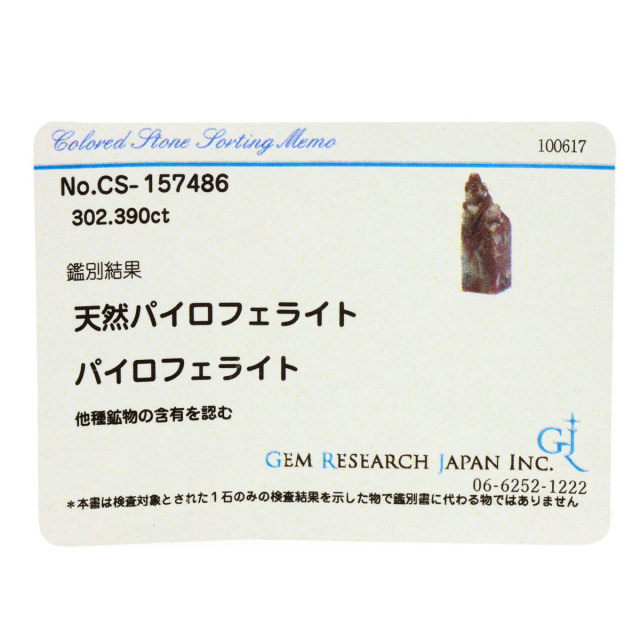 Colored Stone Sorting Memo
100617
No.CS-157486
302.390ct
鑑別結果
天然パイロフェライト
パイロフェライト
他種鉱物の含有を認む
GJ
GEM RESEARCH JAPAN INC.
06-6252-1222
*本書は検査対象とされた1石のみの検査結果を示した物で鑑別書に代わる物ではありません